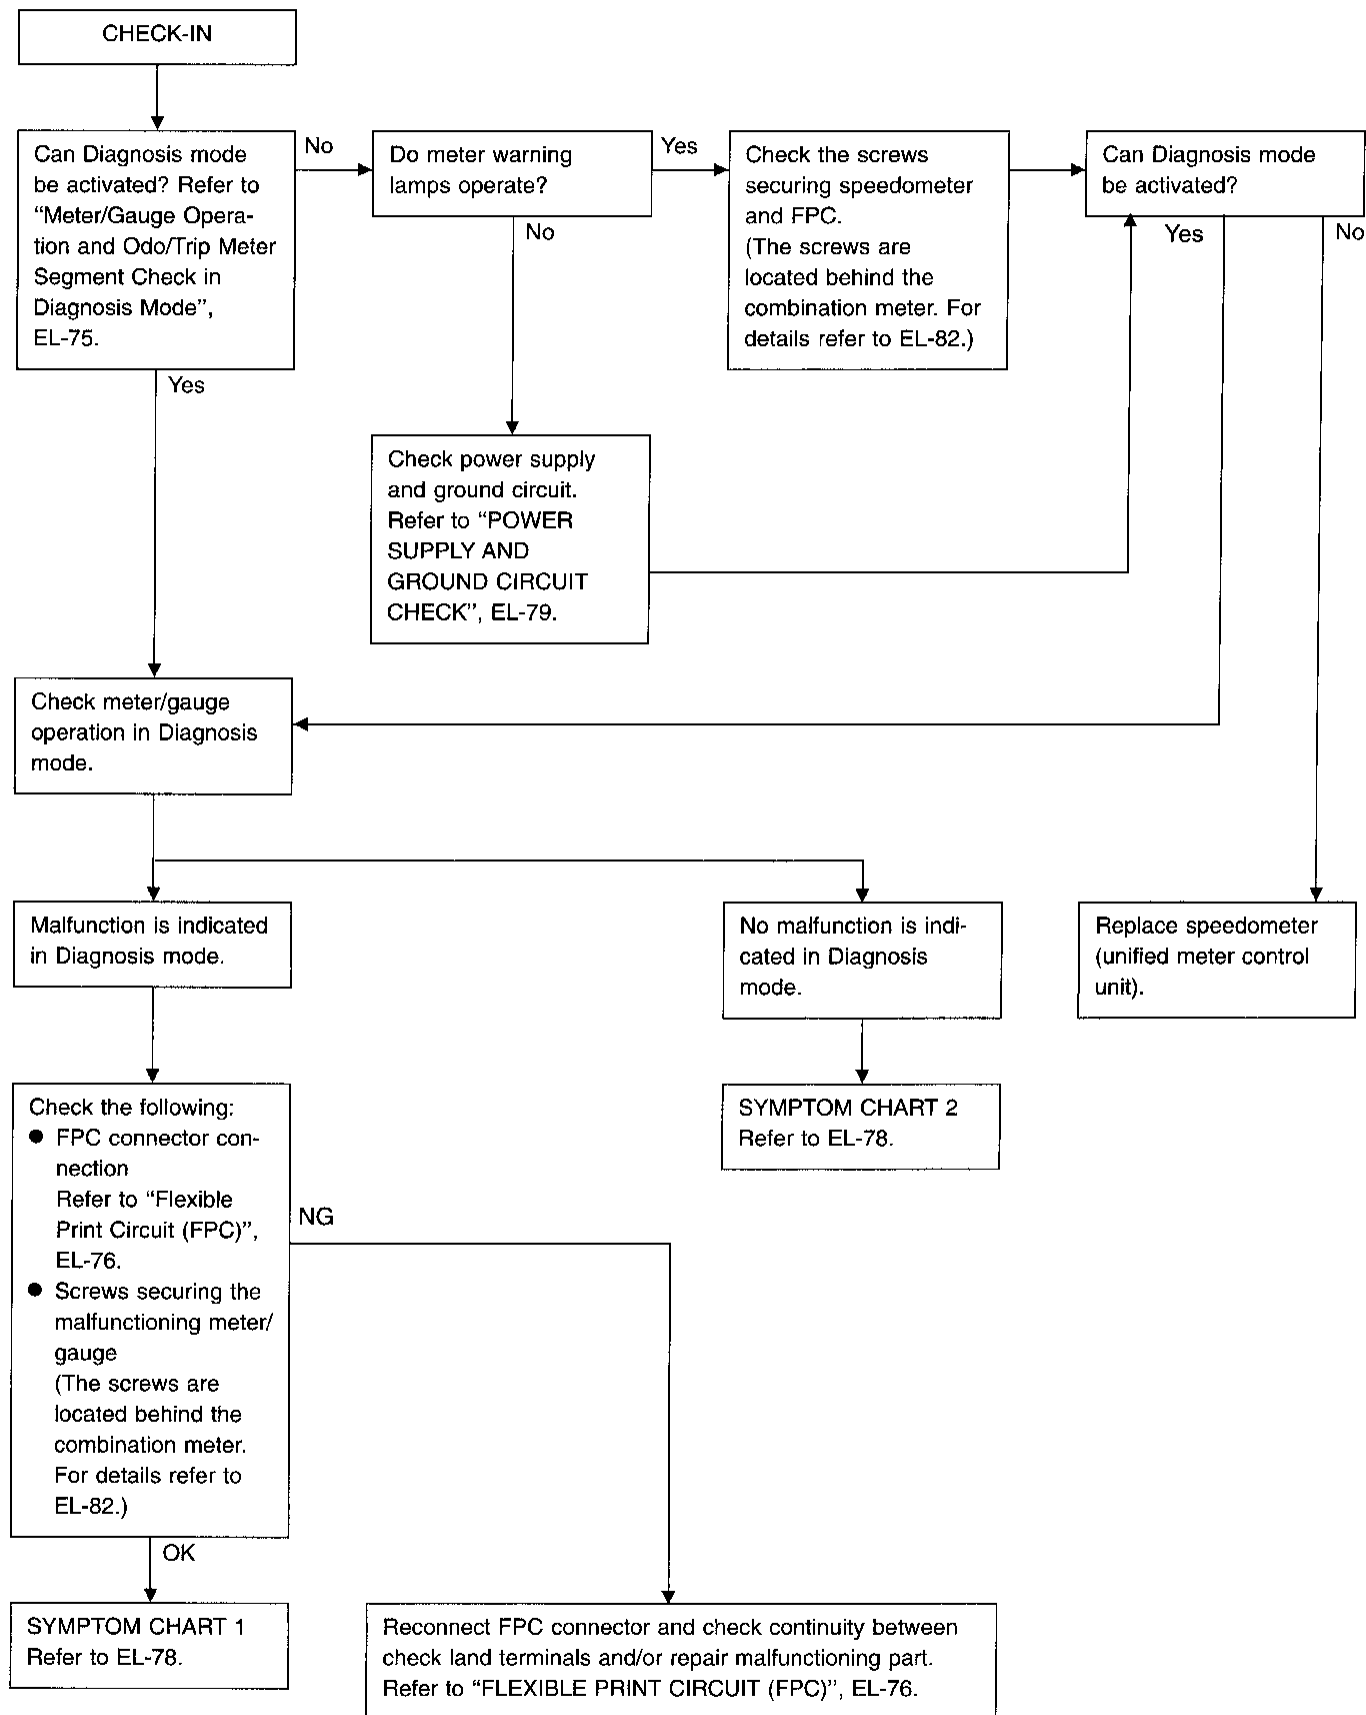 CHECK-IN
Can Diagnosis mode
be activated? Refer to
“Meter/Gauge Opera-
tion and Odo/Trip Meter
Segment Check in
Diagnosis Mode”,
EL-75.
No
Do meter warning
lamps operate?
Yes
Check the screws
securing speedometer
and FPC.
(The screws are
located behind the
combination meter. For
details refer to EL-82.)
Can Diagnosis mode
be activated?
No
Yes
No
Yes
Check power supply
and ground circuit.
Refer to “POWER
SUPPLY AND
GROUND CIRCUIT
CHECK”, EL-79.
Check meter/gauge
operation in Diagnosis
mode.
Malfunction is indicated
in Diagnosis mode.
No malfunction is indi-
cated in Diagnosis
mode.
Replace speedometer
(unified meter control
unit).
Check the following:
● FPC connector con-
nection
Refer to “Flexible
Print Circuit (FPC)”,
EL-76.
● Screws securing the
malfunctioning meter/
gauge
(The screws are
located behind the
combination meter.
For details refer to
EL-82.)
NG
SYMPTOM CHART 2
Refer to EL-78.
OK
SYMPTOM CHART 1
Refer to EL-78.
Reconnect FPC connector and check continuity between
check land terminals and/or repair malfunctioning part.
Refer to “FLEXIBLE PRINT CIRCUIT (FPC)”, EL-76.